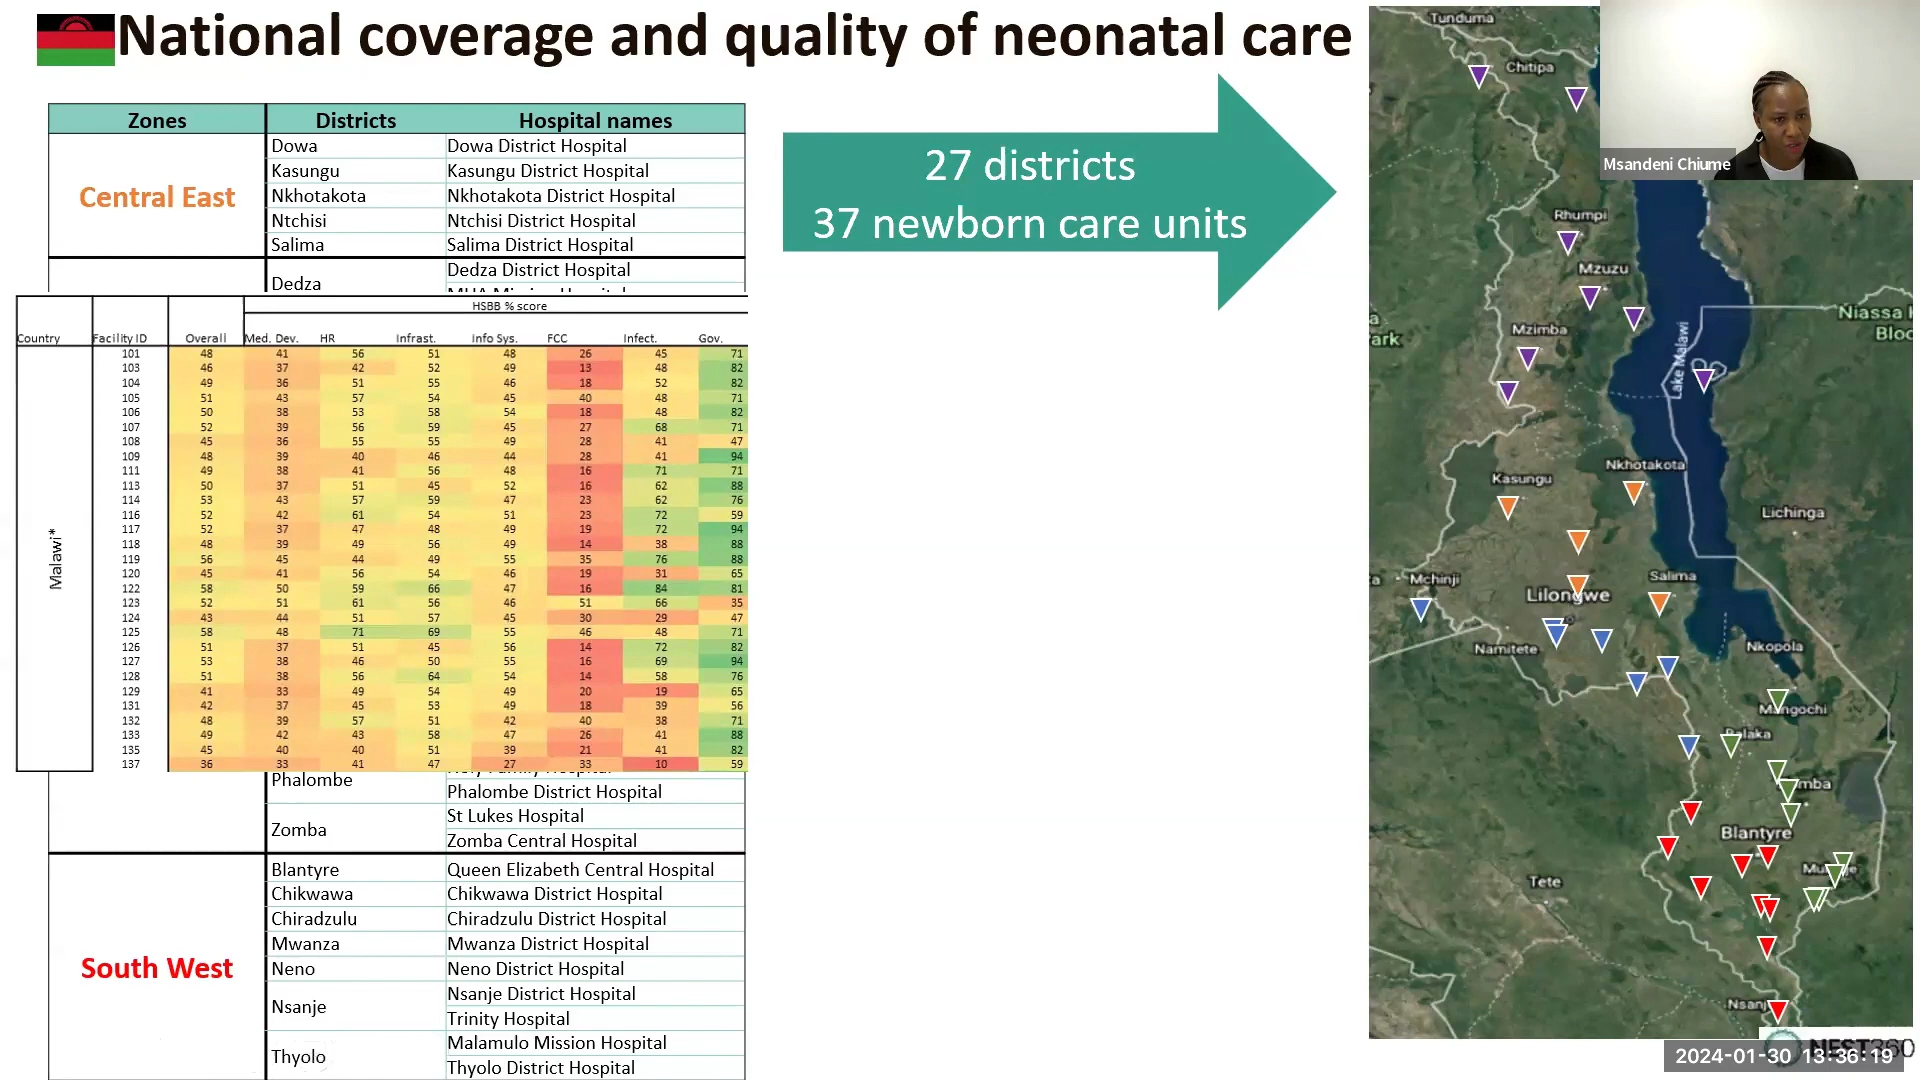 National coverage and quality of neonatal care
Zones Districts Hospital names
Central East
Dowa Dowa District Hospital
Kasungu Kasungu District Hospital
Nkhotakota Nkhotakota District Hospital
Ntchisi Ntchisi District Hospital
Salima Salima District Hospital
Dedza Dedza District Hospital
HSBB % score
Country Facility ID Overall Med. Dev. HR Infrast. Info Sys. FCC Infect. Gov.
Malawi*
101 48 41 56 51 48 26 45 71
103 46 37 42 52 49 13 48 82
104 49 36 51 55 46 18 52 82
105 51 43 57 54 45 40 48 71
106 50 38 53 58 54 18 48 82
107 52 39 56 59 45 27 68 71
108 45 36 55 55 49 28 41 47
109 48 39 40 46 44 28 41 94
111 49 38 41 56 48 16 71 71
113 50 37 51 45 52 16 62 88
114 53 43 57 59 47 23 62 76
116 52 42 61 54 51 23 72 59
117 52 37 47 48 49 19 72 94
118 48 39 49 56 49 14 38 88
119 56 45 44 49 55 35 76 88
120 45 41 56 54 46 19 31 65
122 58 50 59 66 47 16 84 81
123 52 51 61 56 46 51 66 35
124 43 44 51 57 45 30 29 47
125 58 48 71 69 55 46 48 71
126 51 37 51 45 56 14 72 82
127 53 38 46 50 55 16 69 94
128 51 38 56 64 54 14 58 76
129 41 33 49 54 49 20 19 65
131 42 37 45 53 49 18 39 56
132 48 39 57 51 42 40 38 71
133 49 42 43 58 47 26 41 88
135 45 40 40 51 39 21 41 82
137 36 33 41 47 27 33 10 59
Phalombe
Phalombe District Hospital
Zomba St Lukes Hospital
Zomba Central Hospital
South West
Blantyre Queen Elizabeth Central Hospital
Chikwawa Chikwawa District Hospital
Chiradzulu Chiradzulu District Hospital
Mwanza Mwanza District Hospital
Neno Neno District Hospital
Nsanje Nsanje District Hospital
Trinity Hospital
Thyolo Malamulo Mission Hospital
Thyolo District Hospital
27 districts
37 newborn care units
Tunduma
Chitipa
Msandeni Chiume
Rhumpi
Mzuzu
Mzimba
Lake Malawi
Niassa
Nkhotakota
Kasungu
Lichinga
Mchinji
Salima
Lilongwe
Namitete
Nkopola
Mangochi
Blantyre
Tete
NEST360
2024-01-30 13:36:19